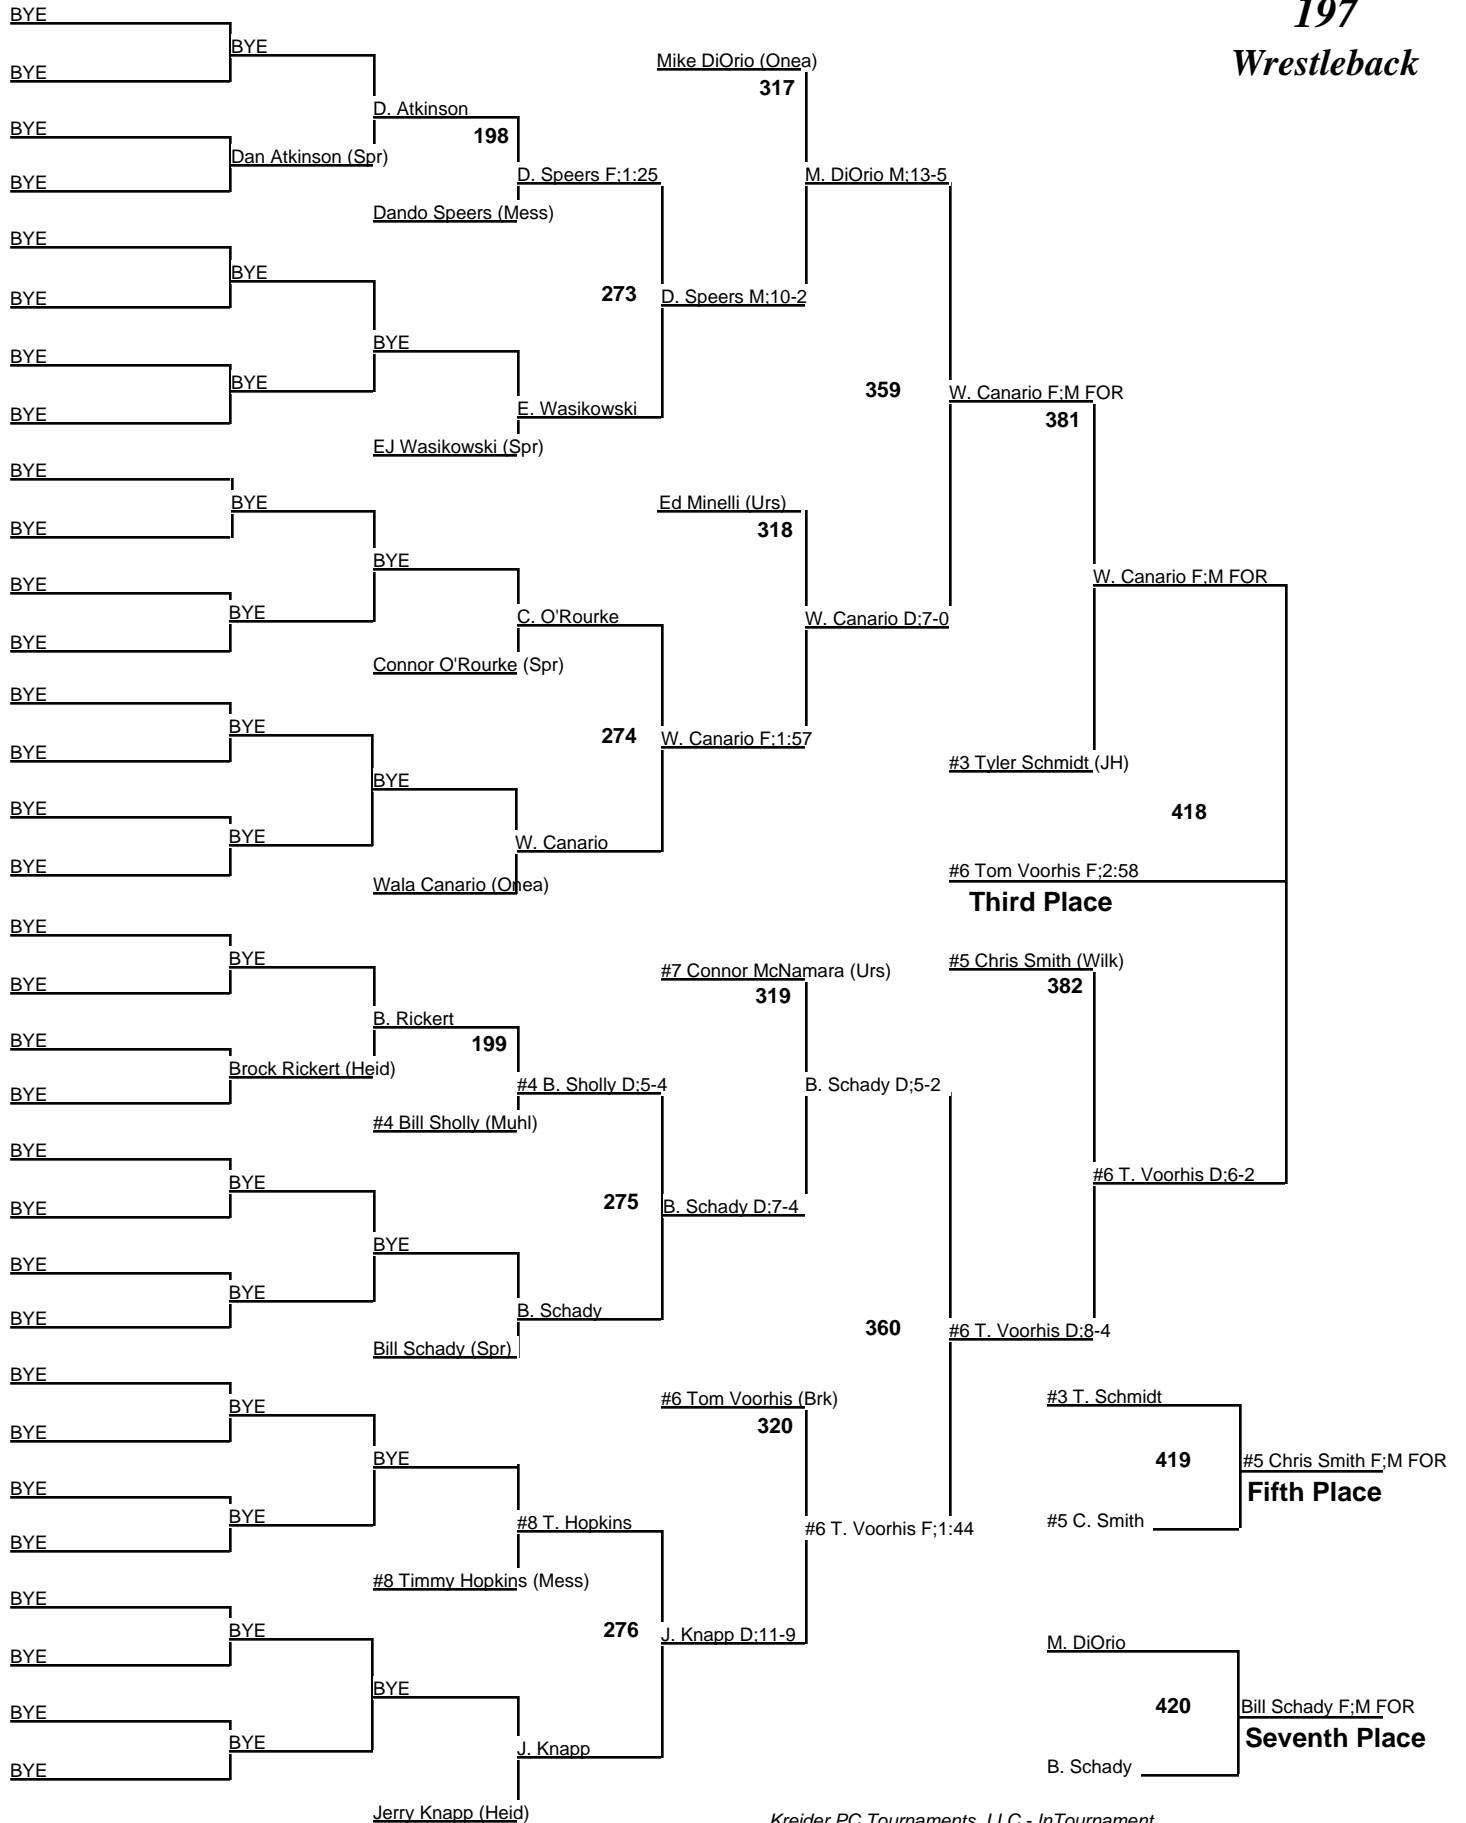 197
Wrestleback
BYE
BYE
BYE
Mike DiOrio (Onea)
317
D. Atkinson
198
BYE
Dan Atkinson (Spr)
BYE
D. Speers F;1:25
M. DiOrio M;13-5
Dando Speers (Mess)
BYE
BYE
BYE
273
D. Speers M;10-2
BYE
BYE
BYE
359
W. Canario F;M FOR
381
BYE
E. Wasikowski
EJ Wasikowski (Spr)
BYE
BYE
Ed Minelli (Urs)
318
BYE
BYE
W. Canario F;M FOR
BYE
BYE
C. O'Rourke
W. Canario D;7-0
BYE
Connor O'Rourke (Spr)
BYE
BYE
274
W. Canario F;1:57
BYE
#3 Tyler Schmidt (JH)
BYE
BYE
418
BYE
W. Canario
BYE
#6 Tom Voorhis F;2:58
Third Place
Wala Canario (Onea)
BYE
BYE
#7 Connor McNamara (Urs)
319
#5 Chris Smith (Wilk)
382
BYE
B. Rickert
199
BYE
Brock Rickert (Heid)
BYE
#4 B. Sholly D;5-4
B. Schady D;5-2
#4 Bill Sholly (Muhl)
BYE
BYE
#6 T. Voorhis D;6-2
BYE
275
B. Schady D;7-4
BYE
BYE
BYE
BYE
B. Schady
360
#6 T. Voorhis D;8-4
Bill Schady (Spr)
BYE
BYE
#6 Tom Voorhis (Brk)
320
#3 T. Schmidt
BYE
BYE
419
#5 Chris Smith F;M FOR
Fifth Place
BYE
BYE
#8 T. Hopkins
#6 T. Voorhis F;1:44
#5 C. Smith
BYE
#8 Timmy Hopkins (Mess)
BYE
BYE
276
J. Knapp D;11-9
M. DiOrio
BYE
BYE
BYE
420
Bill Schady F;M FOR
Seventh Place
BYE
J. Knapp
BYE
B. Schady
Jerry Knapp (Heid)
Kreider PC Tournaments, LLC - InTournament